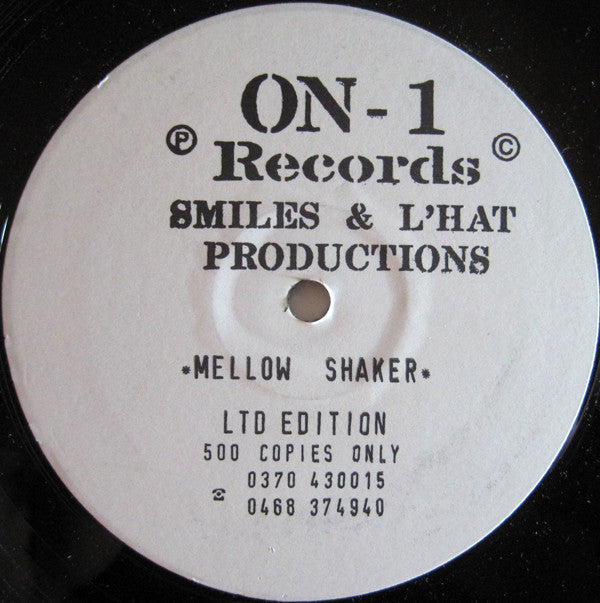 ON-1
℗ Records ©
SMILES & L'HAT
PRODUCTIONS
*MELLOW SHAKER*
LTD EDITION
500 COPIES ONLY
0370 430015
☎ 0468 374940